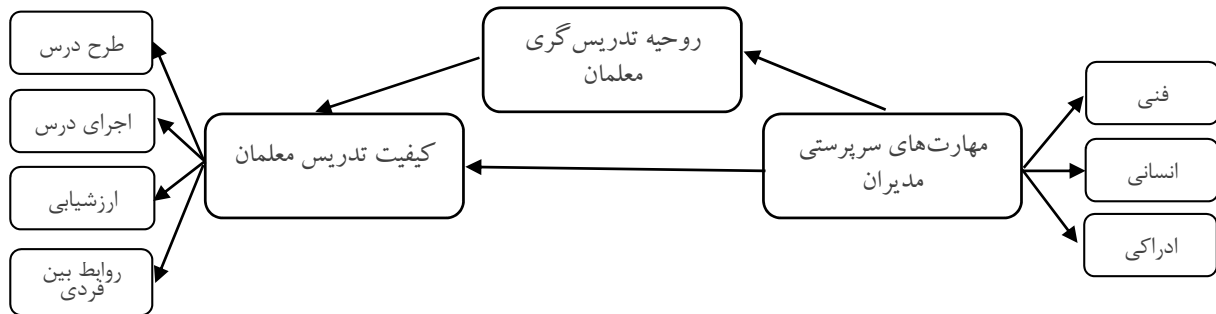 روحیه تدریس‌گری
معلمان
فنی
مهارت‌های سرپرستی
مدیران
انسانی
ادراکی
کیفیت تدریس معلمان
طرح درس
اجرای درس
ارزشیابی
روابط بین
فردی